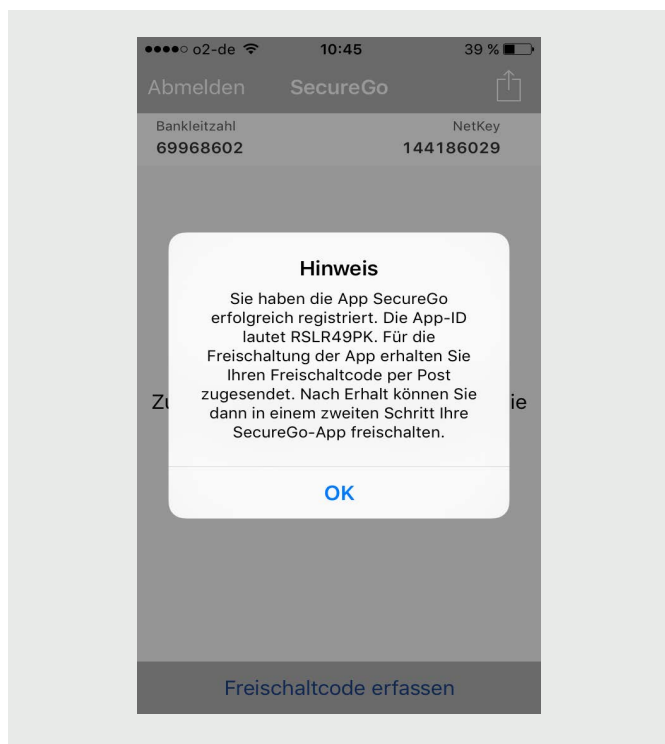 o2-de 10:45 39 %
Abmelden SecureGo
Bankleitzahl NetKey
69968602 144186029
Hinweis
Sie haben die App SecureGo
erfolgreich registriert. Die App-ID
lautet RSLR49PK. Für die
Freischaltung der App erhalten Sie
Ihren Freischaltcode per Post
zugesendet. Nach Erhalt können Sie
dann in einem zweiten Schritt Ihre
SecureGo-App freischalten.
OK
Freischaltcode erfassen